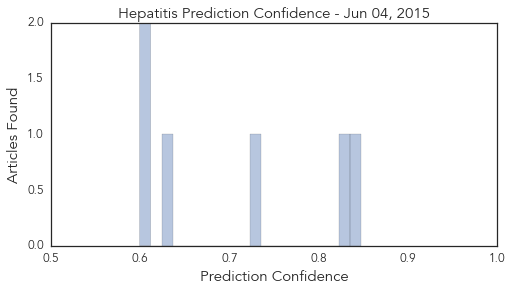 Hepatitis Prediction Confidence - Jun 04, 2015
Articles Found
2.0
1.5
1.0
0.5
0.0
0.5 0.6 0.7 0.8 0.9 1.0
Prediction Confidence